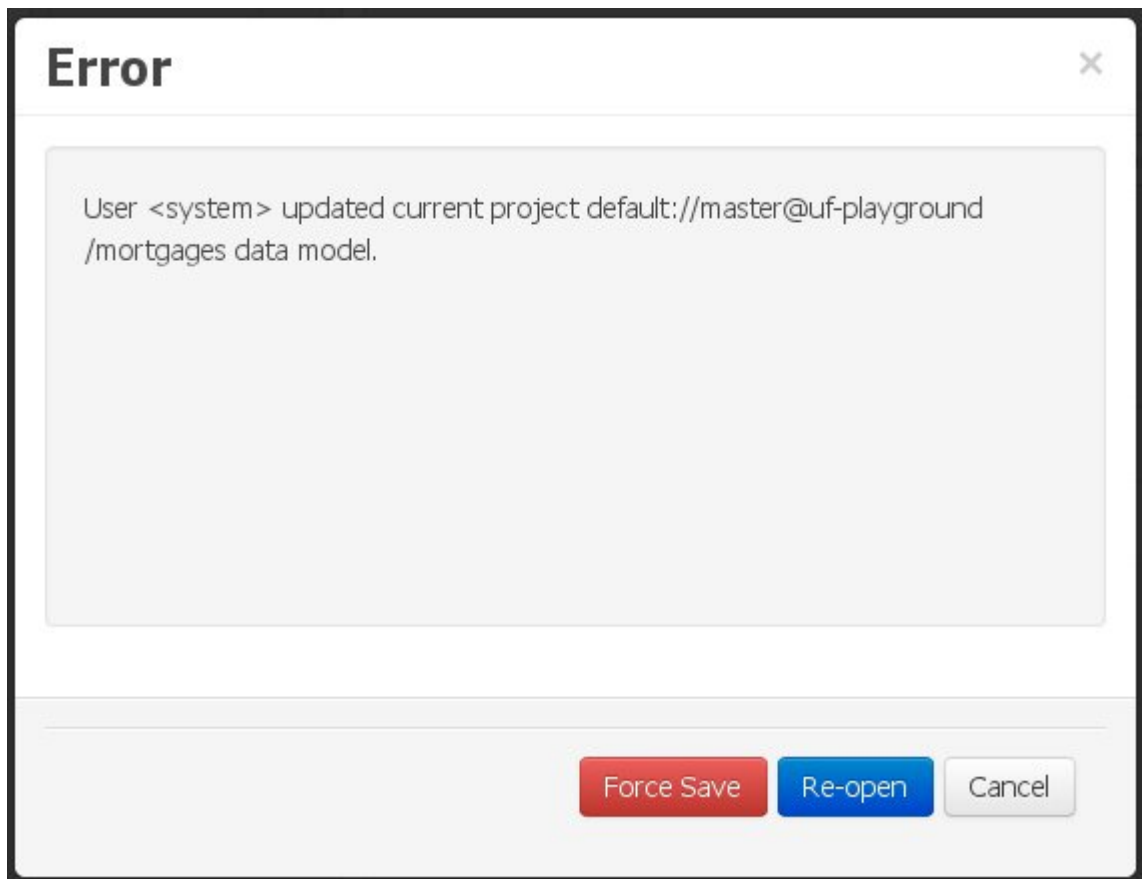 Error
×
User <system> updated current project default://master@uf-playground
/mortgages data model.
Force Save Re-open Cancel